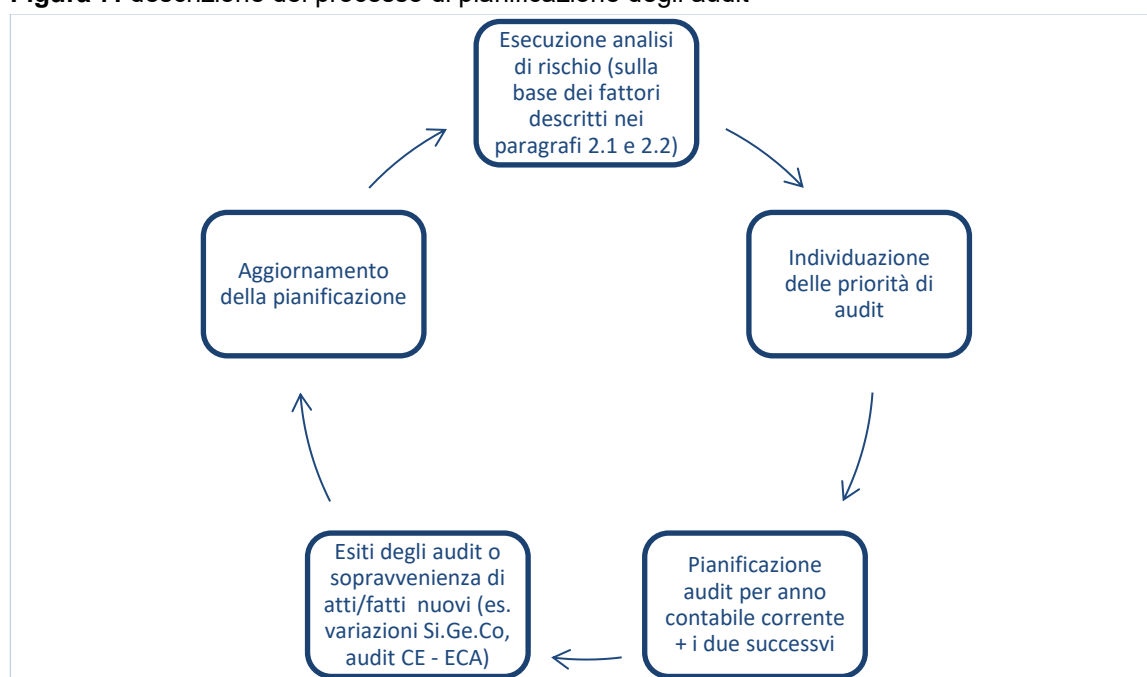 Figura 1: descrizione del processo di pianificazione degli audit
Esecuzione analisi
di rischio (sulla
base dei fattori
descritti nei
paragrafi 2.1 e 2.2)
Individuazione
delle priorità di
audit
Pianificazione
audit per anno
contabile corrente
+ i due successvi
Esiti degli audit o
sopravvenienza di
atti/fatti nuovi (es.
variazioni Si.Ge.Co,
audit CE - ECA)
Aggiornamento
della pianificazione